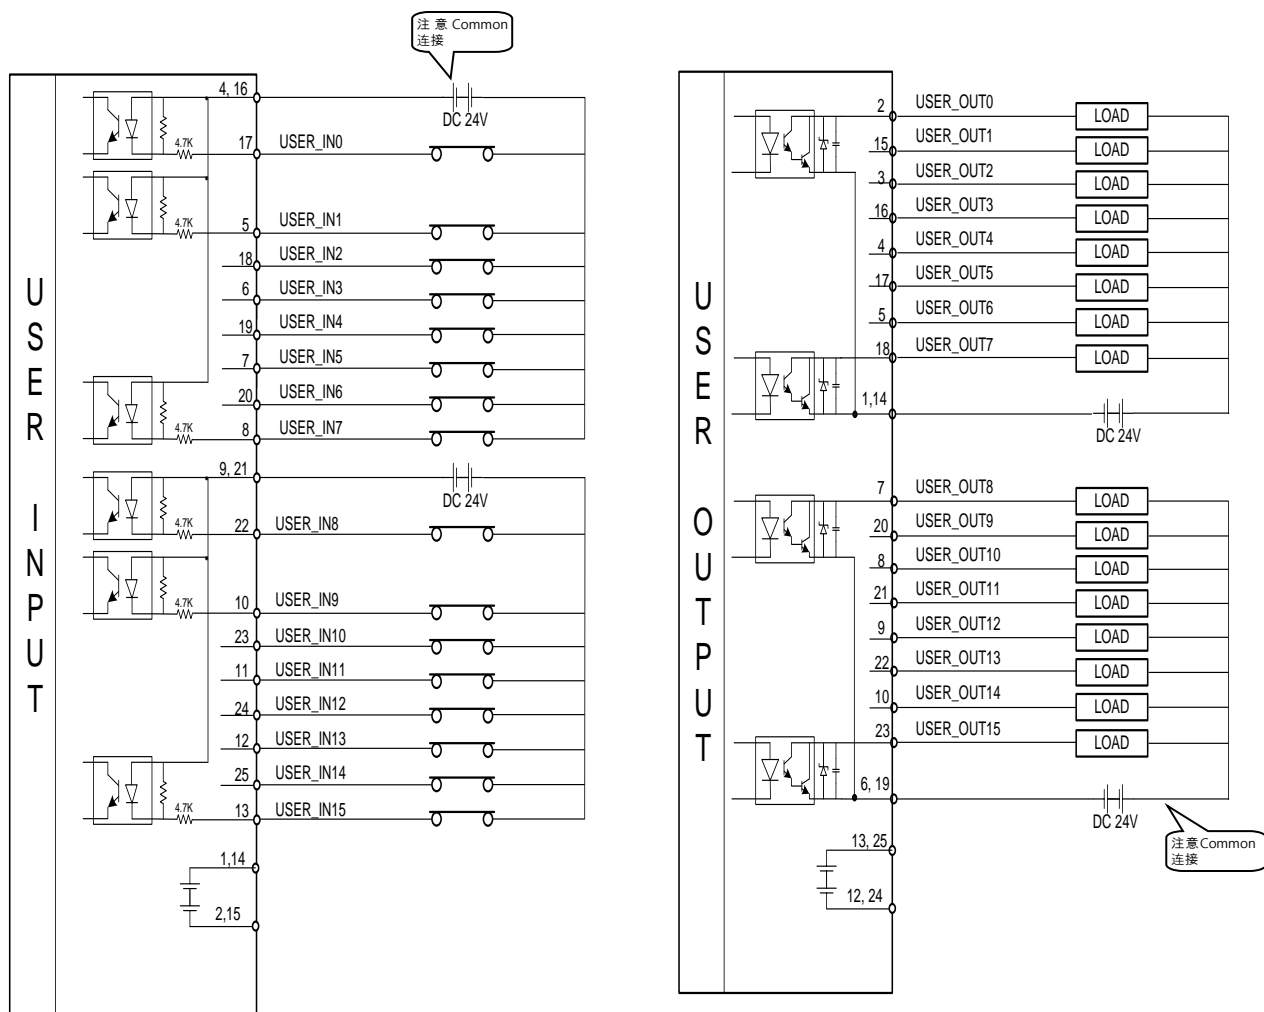 注 意 Common
连接
USER INPUT
4, 16
DC 24V
4.7K
17
USER_IN0
4.7K
5
USER_IN1
18
USER_IN2
6
USER_IN3
19
USER_IN4
7
USER_IN5
20
USER_IN6
4.7K
8
USER_IN7
9, 21
DC 24V
4.7K
22
USER_IN8
4.7K
10
USER_IN9
23
USER_IN10
11
USER_IN11
24
USER_IN12
12
USER_IN13
25
USER_IN14
4.7K
13
USER_IN15
1,14
2,15
USER OUTPUT
2
USER_OUT0
LOAD
15
USER_OUT1
LOAD
3
USER_OUT2
LOAD
16
USER_OUT3
LOAD
4
USER_OUT4
LOAD
17
USER_OUT5
LOAD
5
USER_OUT6
LOAD
18
USER_OUT7
LOAD
1,14
DC 24V
7
USER_OUT8
LOAD
20
USER_OUT9
LOAD
8
USER_OUT10
LOAD
21
USER_OUT11
LOAD
9
USER_OUT12
LOAD
22
USER_OUT13
LOAD
10
USER_OUT14
LOAD
23
USER_OUT15
LOAD
6, 19
DC 24V
注意Common
连接
13, 25
12, 24